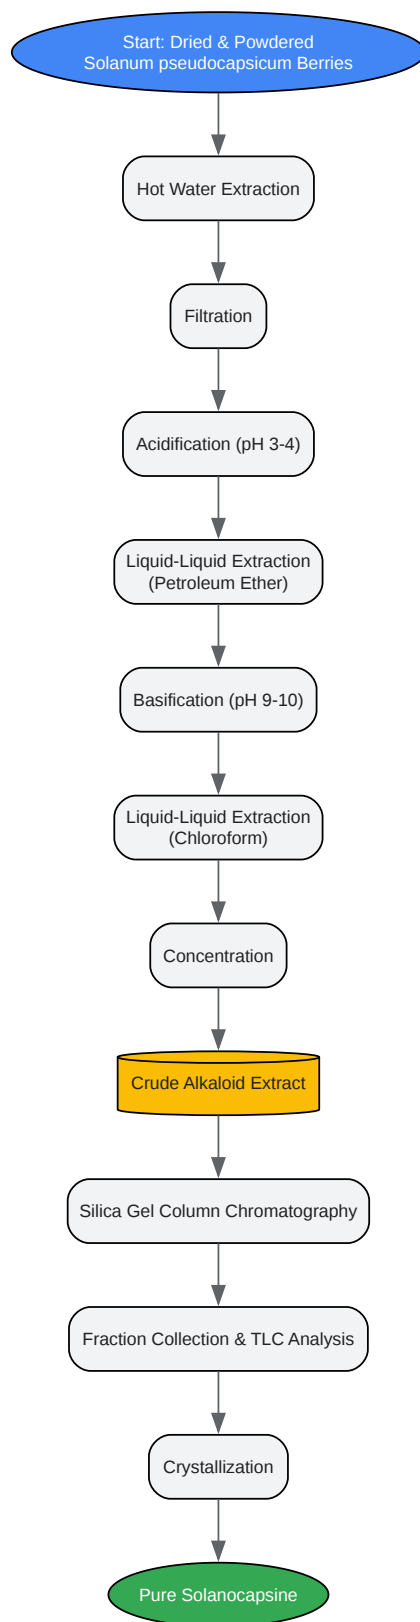 Start: Dried & Powdered
Solanum pseudocapsicum Berries
Hot Water Extraction
Filtration
Acidification (pH 3-4)
Liquid-Liquid Extraction
(Petroleum Ether)
Basification (pH 9-10)
Liquid-Liquid Extraction
(Chloroform)
Concentration
Crude Alkaloid Extract
Silica Gel Column Chromatography
Fraction Collection & TLC Analysis
Crystallization
Pure Solanocapsine